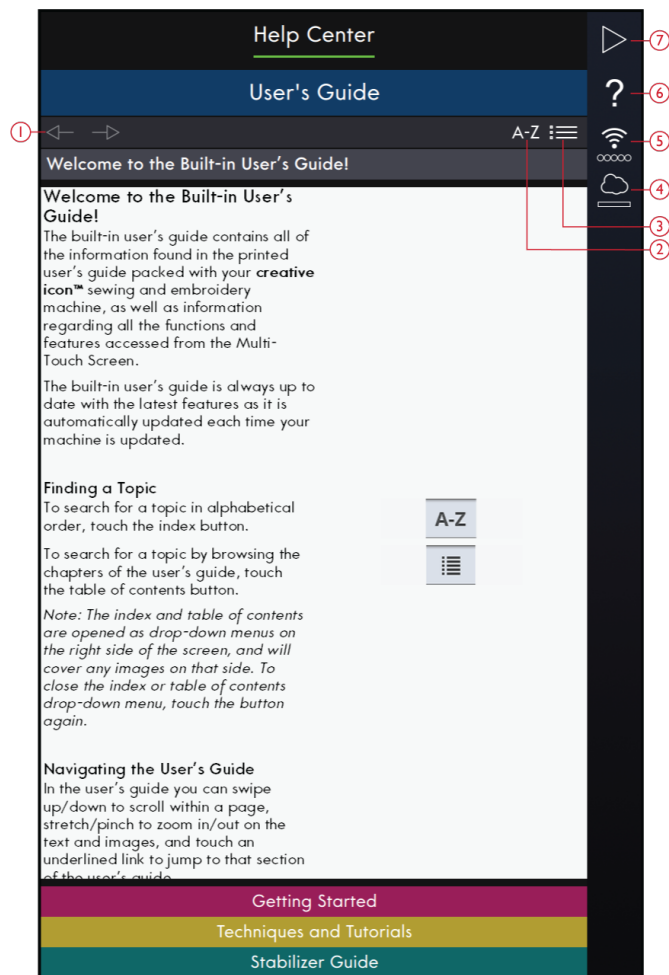 Help Center
User's Guide
A-Z
Welcome to the Built-in User's Guide!
Welcome to the Built-in User's
Guide!
The built-in user's guide contains all of
the information found in the printed
user's guide packed with your creative
icon™ sewing and embroidery
machine, as well as information
regarding all the functions and
features accessed from the Multi-
Touch Screen.
The built-in user's guide is always up to
date with the latest features as it is
automatically updated each time your
machine is updated.
Finding a Topic
To search for a topic in alphabetical
order, touch the index button.
A-Z
To search for a topic by browsing the
chapters of the user's guide, touch
the table of contents button.
Note: The index and table of contents
are opened as drop-down menus on
the right side of the screen, and will
cover any images on that side. To
close the index or table of contents
drop-down menu, touch the button
again.
Navigating the User's Guide
In the user's guide you can swipe
up/down to scroll within a page,
stretch/pinch to zoom in/out on the
text and images, and touch an
underlined link to jump to that section
of the user's guide
Getting Started
Techniques and Tutorials
Stabilizer Guide
1
7
?
6
5
4
3
2